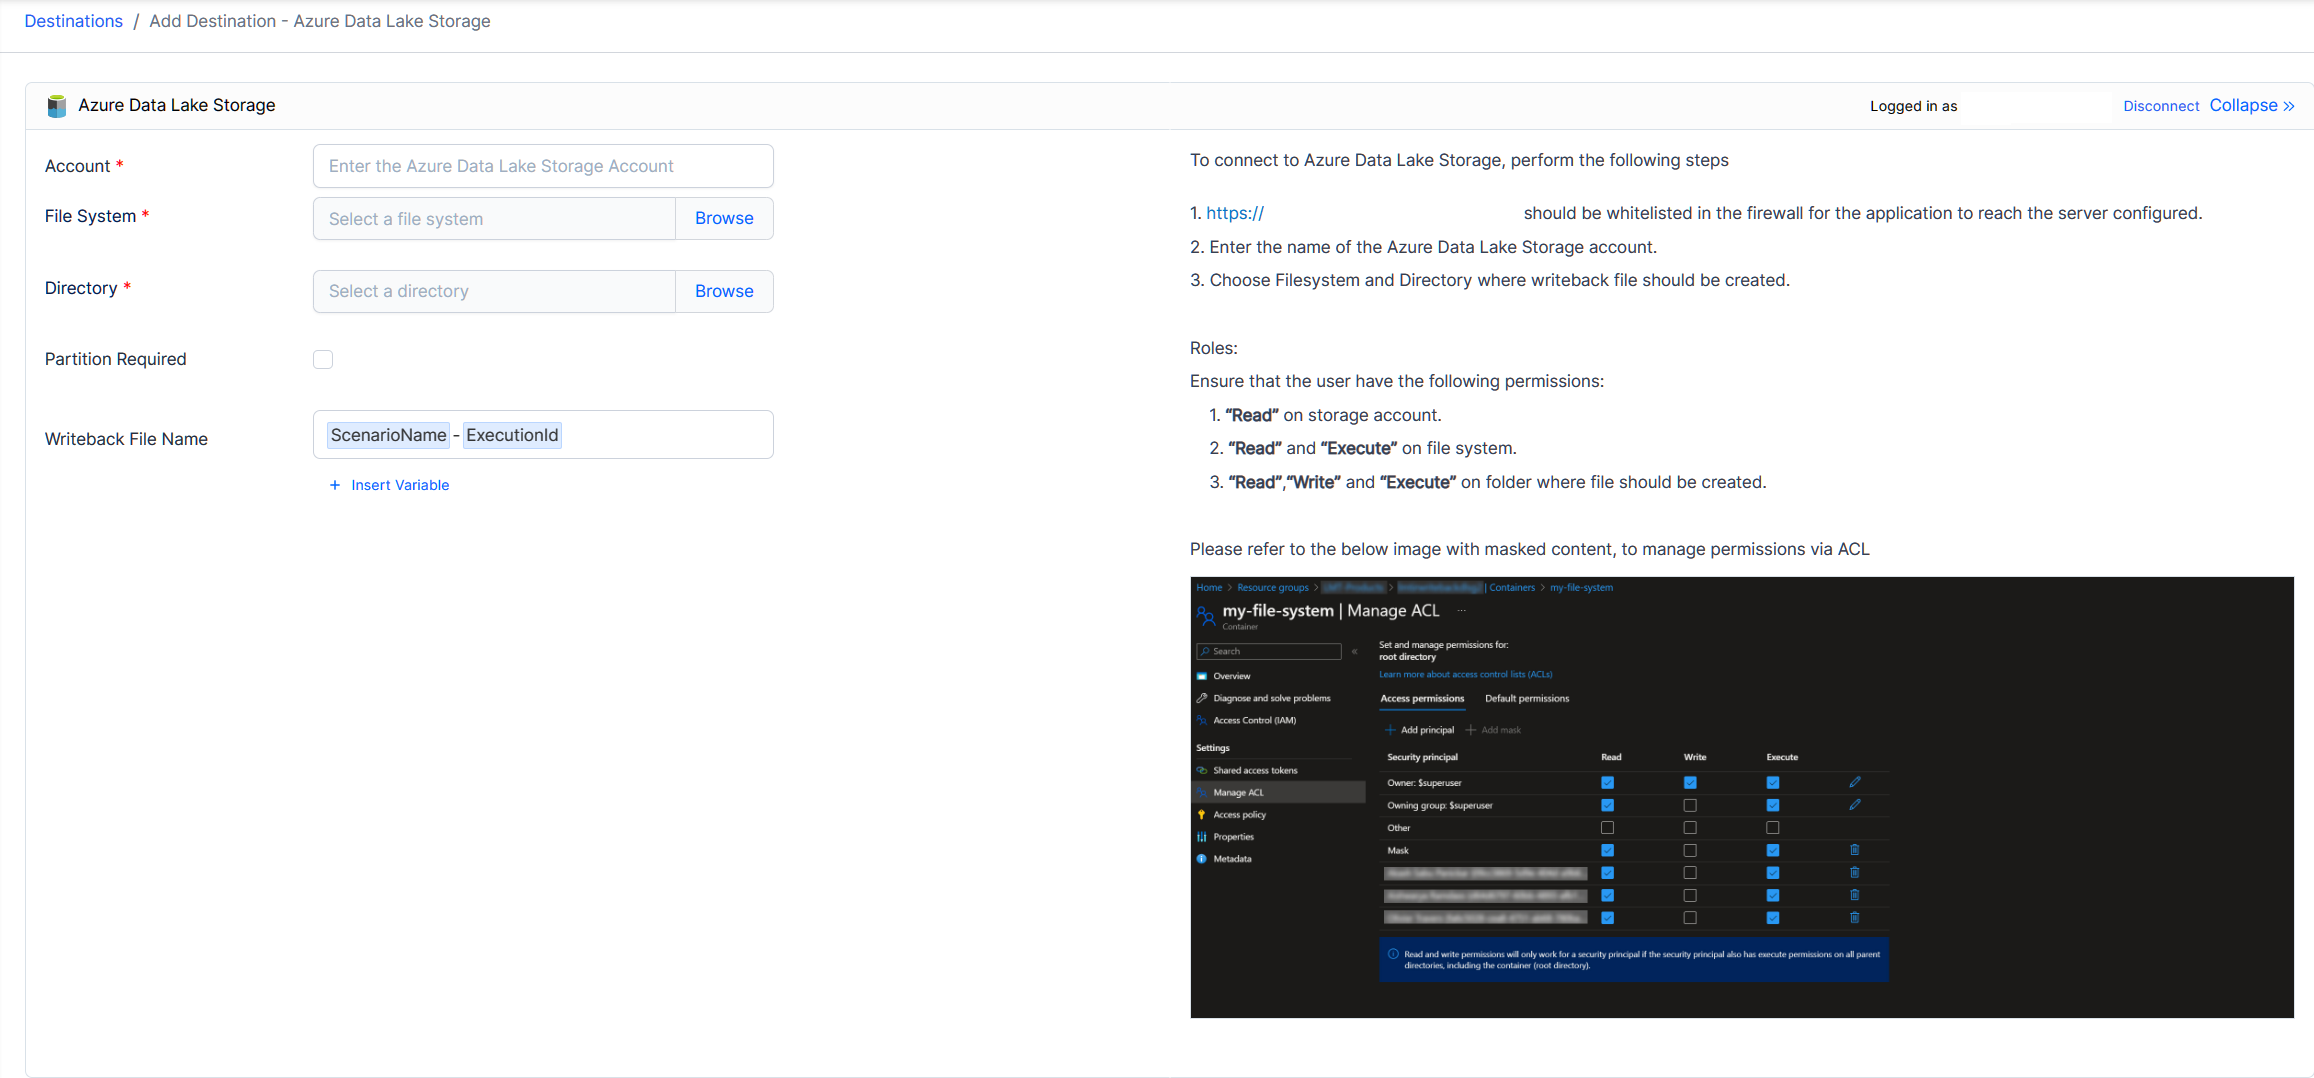 Destinations / Add Destination - Azure Data Lake Storage
Azure Data Lake Storage
Logged in as
Disconnect
Collapse »
Account *
Enter the Azure Data Lake Storage Account
File System *
Select a file system
Browse
Directory *
Select a directory
Browse
Partition Required
Writeback File Name
ScenarioName - ExecutionId
+ Insert Variable
To connect to Azure Data Lake Storage, perform the following steps
1. https:// should be whitelisted in the firewall for the application to reach the server configured.
2. Enter the name of the Azure Data Lake Storage account.
3. Choose Filesystem and Directory where writeback file should be created.
Roles:
Ensure that the user have the following permissions:
1. “Read” on storage account.
2. “Read” and “Execute” on file system.
3. “Read”,“Write” and “Execute” on folder where file should be created.
Please refer to the below image with masked content, to manage permissions via ACL
Home > Resource groups > > | Containers > my-file-system
my-file-system | Manage ACL ...
Container
Search «
Overview
Diagnose and solve problems
Access Control (IAM)
Settings
Shared access tokens
Manage ACL
Access policy
Properties
Metadata
Set and manage permissions for:
root directory
Learn more about access control lists (ACLs)
Access permissions Default permissions
+ Add principal + Add mask
Security principal Read Write Execute
Owner: $superuser
Owning group: $superuser
Other
Mask
Read and write permissions will only work for a security principal if the security principal also has execute permissions on all parent
directories, including the container (root directory).